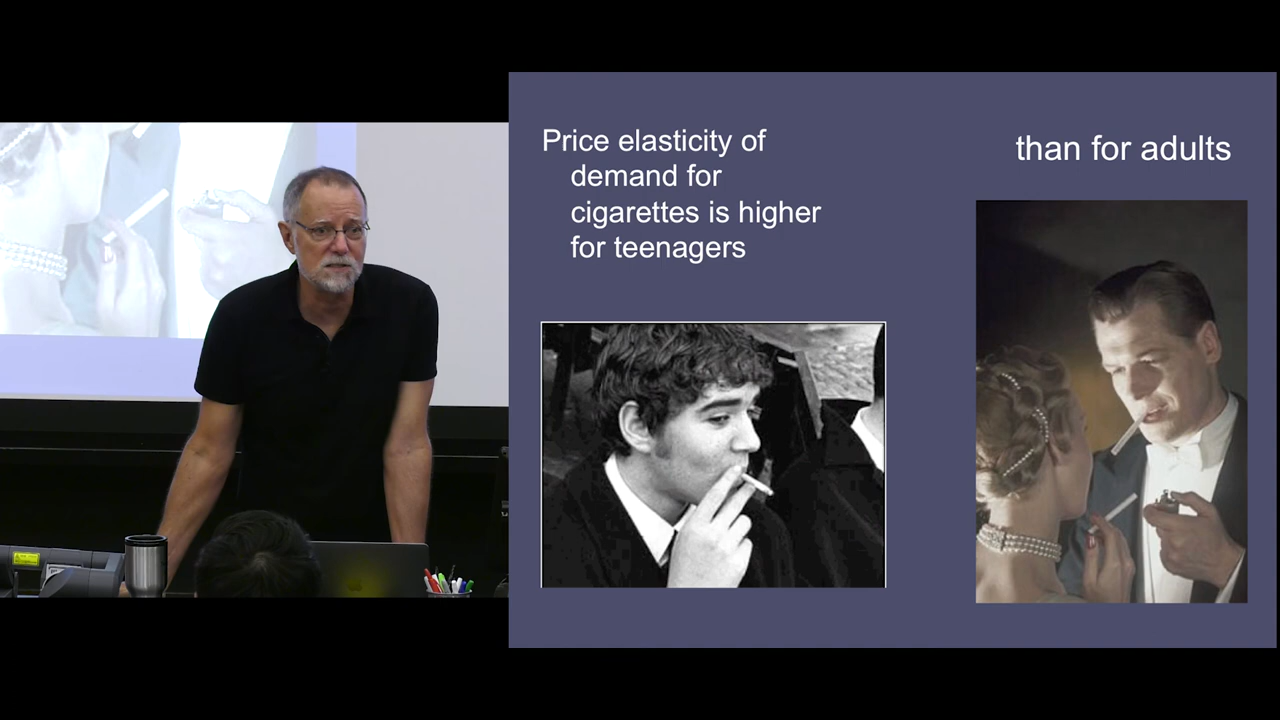 Price elasticity of
demand for
cigarettes is higher
for teenagers
than for adults